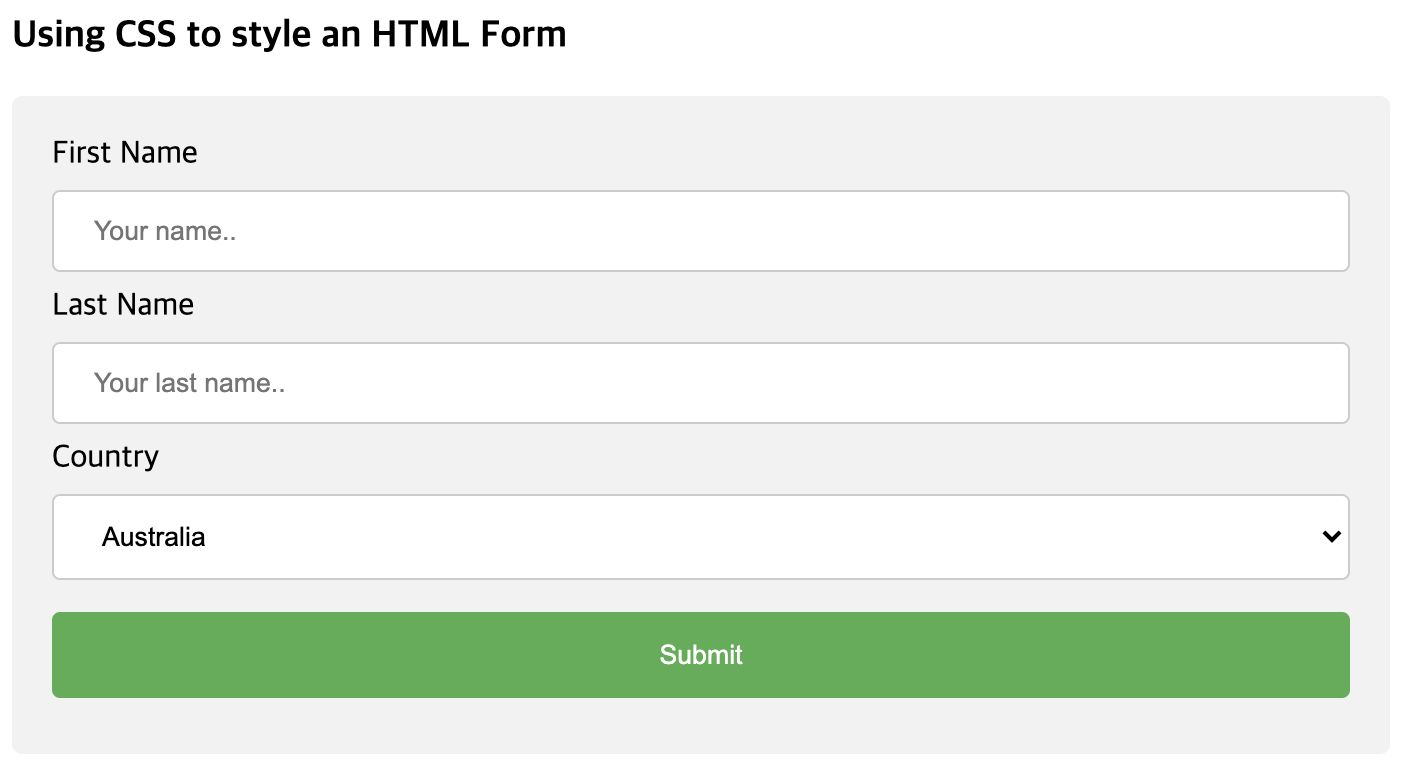 Using CSS to style an HTML Form
First Name
Your name..
Last Name
Your last name..
Country
Australia
Submit